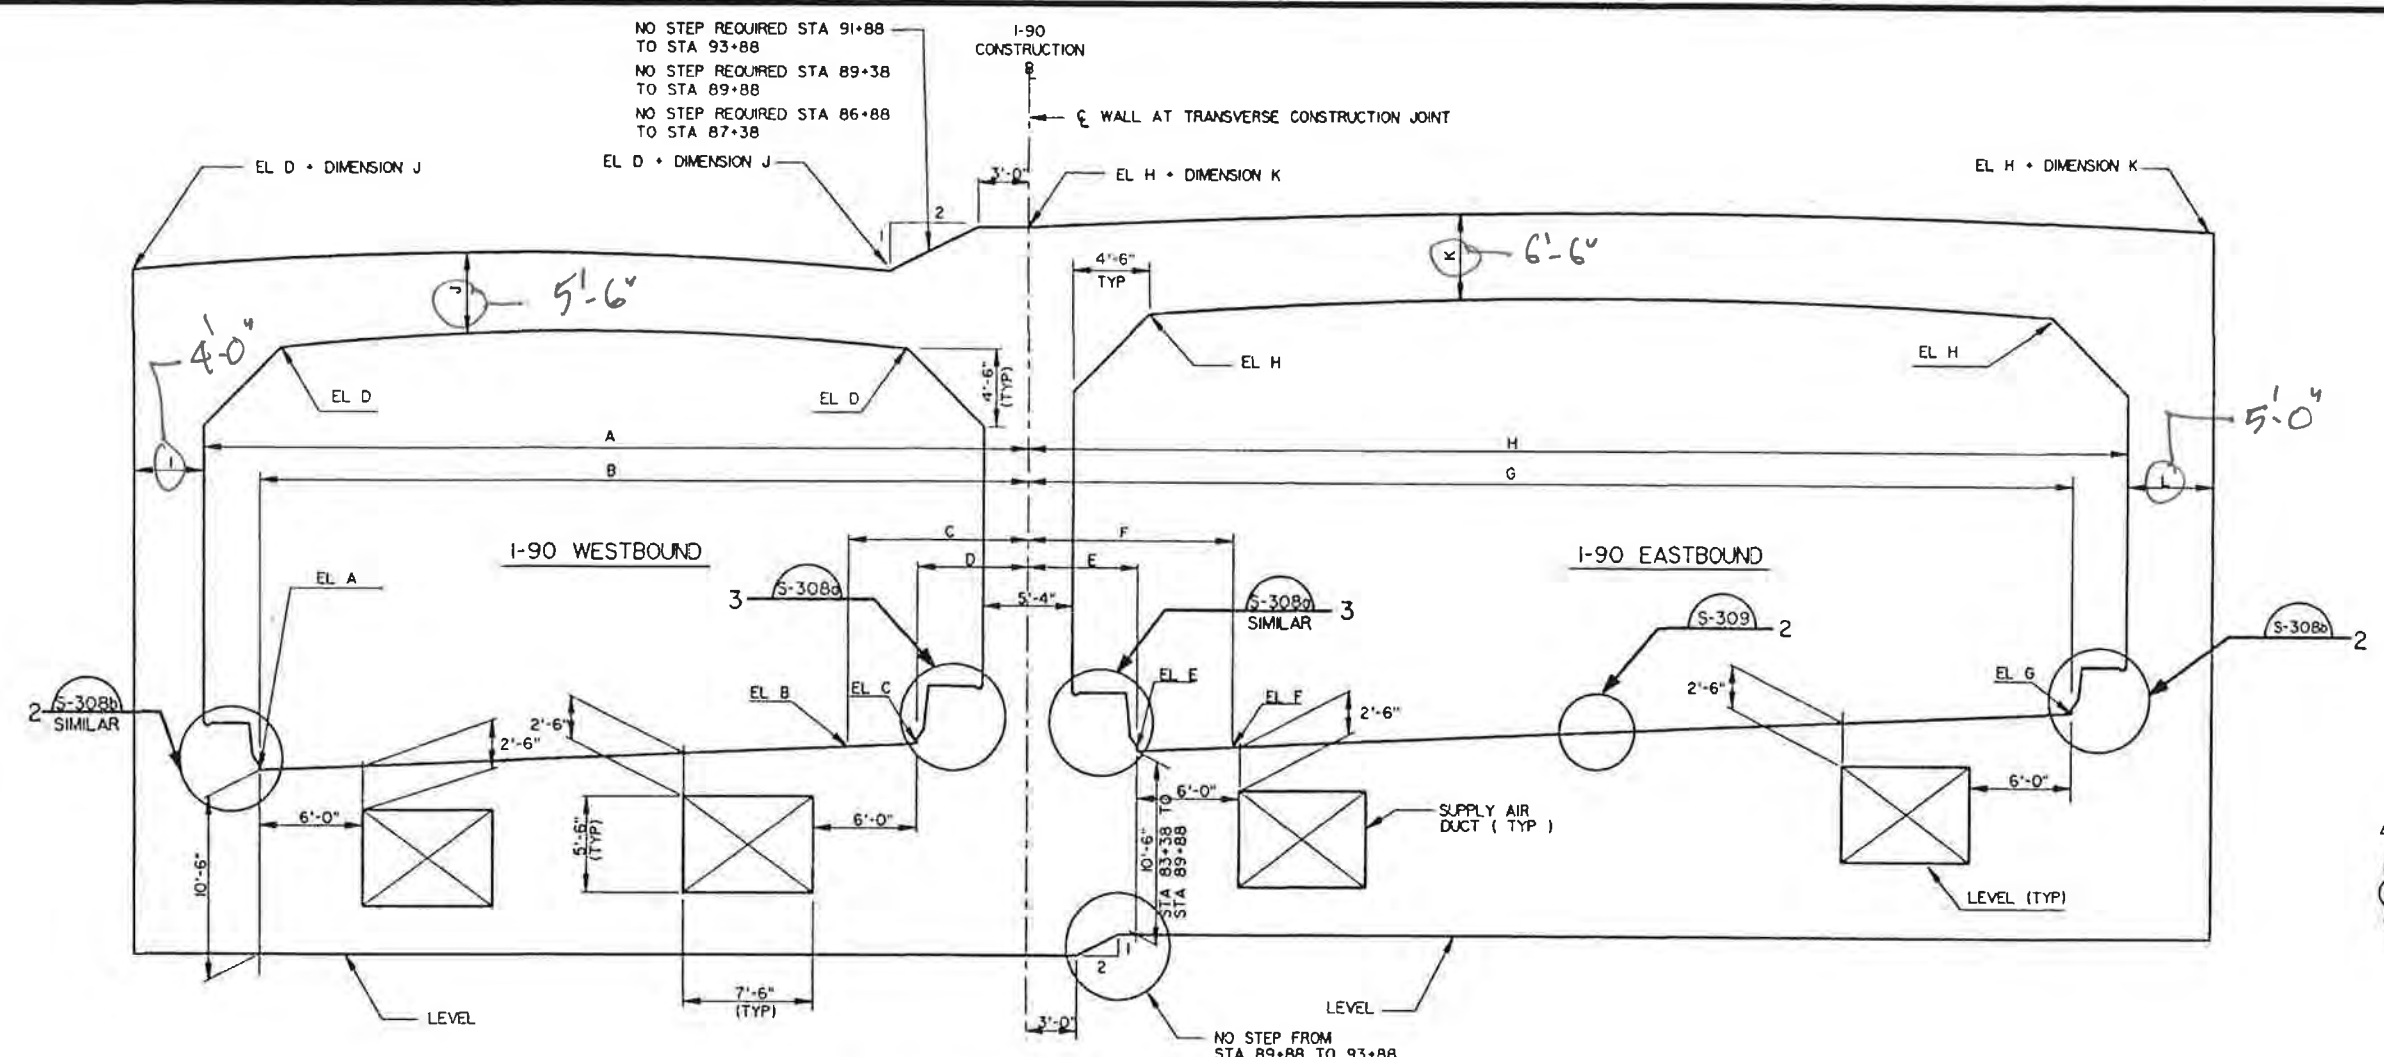 NO STEP REQUIRED STA 91+88
TO STA 93+88
NO STEP REQUIRED STA 89+38
TO STA 89+88
NO STEP REQUIRED STA 86+88
TO STA 87+38
I-90
CONSTRUCTION
℄ WALL AT TRANSVERSE CONSTRUCTION JOINT
EL D + DIMENSION J
EL D + DIMENSION J
3'-0"
EL H + DIMENSION K
EL H + DIMENSION K
2
1
4'-6"
TYP
K
6'-6"
J
5'-6"
4'-0"
EL D
EL D
4'-6"
(TYP)
EL H
EL H
5'-0"
A
H
I
B
G
L
C
F
I-90 WESTBOUND
I-90 EASTBOUND
D
E
EL A
3
S-308a
5'-4"
S-308a
SIMILAR
3
S-309
2
S-308b
2
2
S-308b
SIMILAR
2'-6"
2'-6"
EL B
EL C
EL E
EL F
2'-6"
2'-6"
EL G
6'-0"
10'-6"
5'-6"
(TYP)
6'-0"
6'-0"
10'-6"
STA 83+38 TO
STA 89+88
SUPPLY AIR
DUCT ( TYP )
6'-0"
LEVEL (TYP)
7'-6"
(TYP)
LEVEL
2
1
3'-0"
LEVEL
NO STEP FROM
STA 89+88 TO 93+88